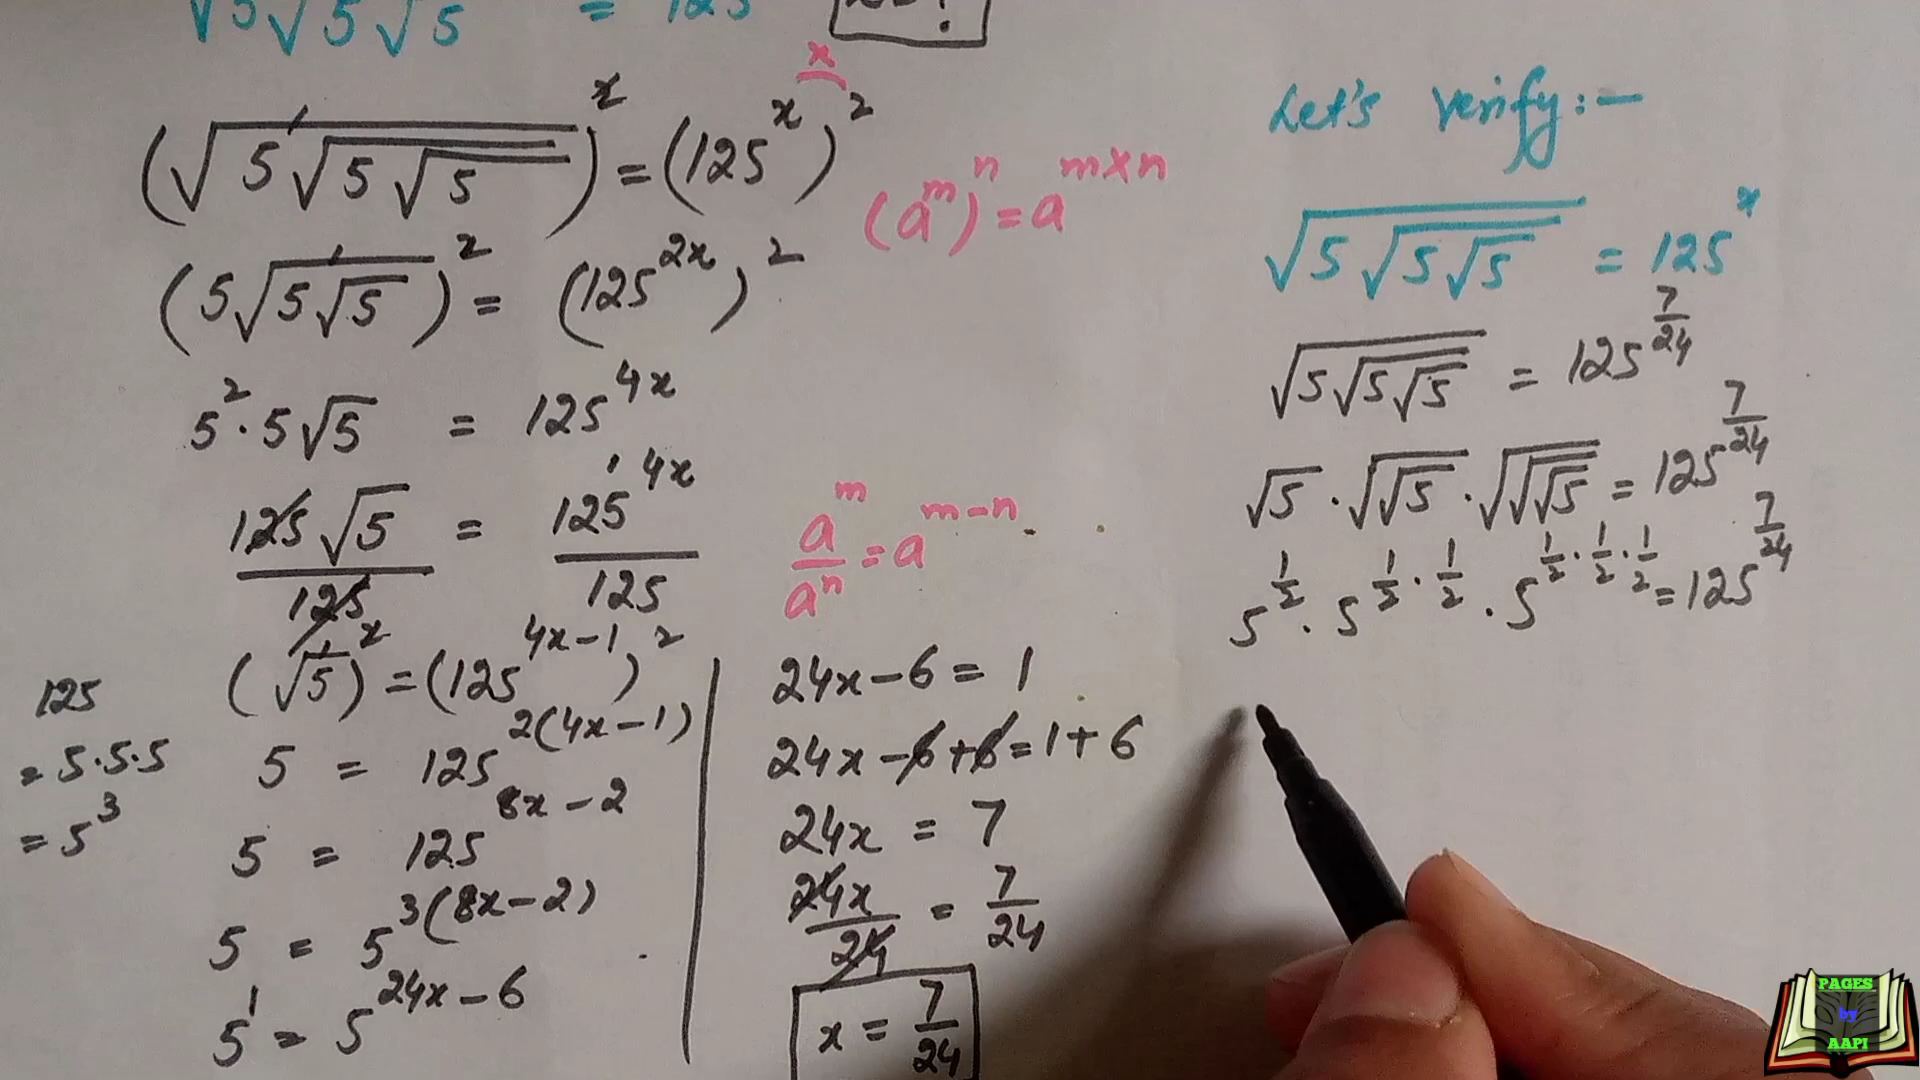 √5√5√5 = 125
(√5√5√5)² = (125^x)²
x
(a^m)^n = a^(m×n)
(5√5√5)² = (125^2x)²
5²·5√5 = 125^4x
125√5/125 = 125^4x/125
a^m/a^n = a^(m-n)
(√5)² = (125^(4x-1))²
5 = 125^2(4x-1)
5 = 125^(8x-2)
5 = 5^3(8x-2)
5^1 = 5^(24x-6)
125
= 5·5·5
= 5^3
24x-6 = 1
24x-6+6 = 1+6
24x = 7
24x/24 = 7/24
x = 7/24
Let's verify:-
√5√5√5 = 125^x
√5√5√5 = 125^(7/24)
√5·√√5·√√√5 = 125^(7/24)
5^(1/2)·5^(1/2·1/2)·5^(1/2·1/2·1/2) = 125^(7/24)
PAGES
by
AAPI